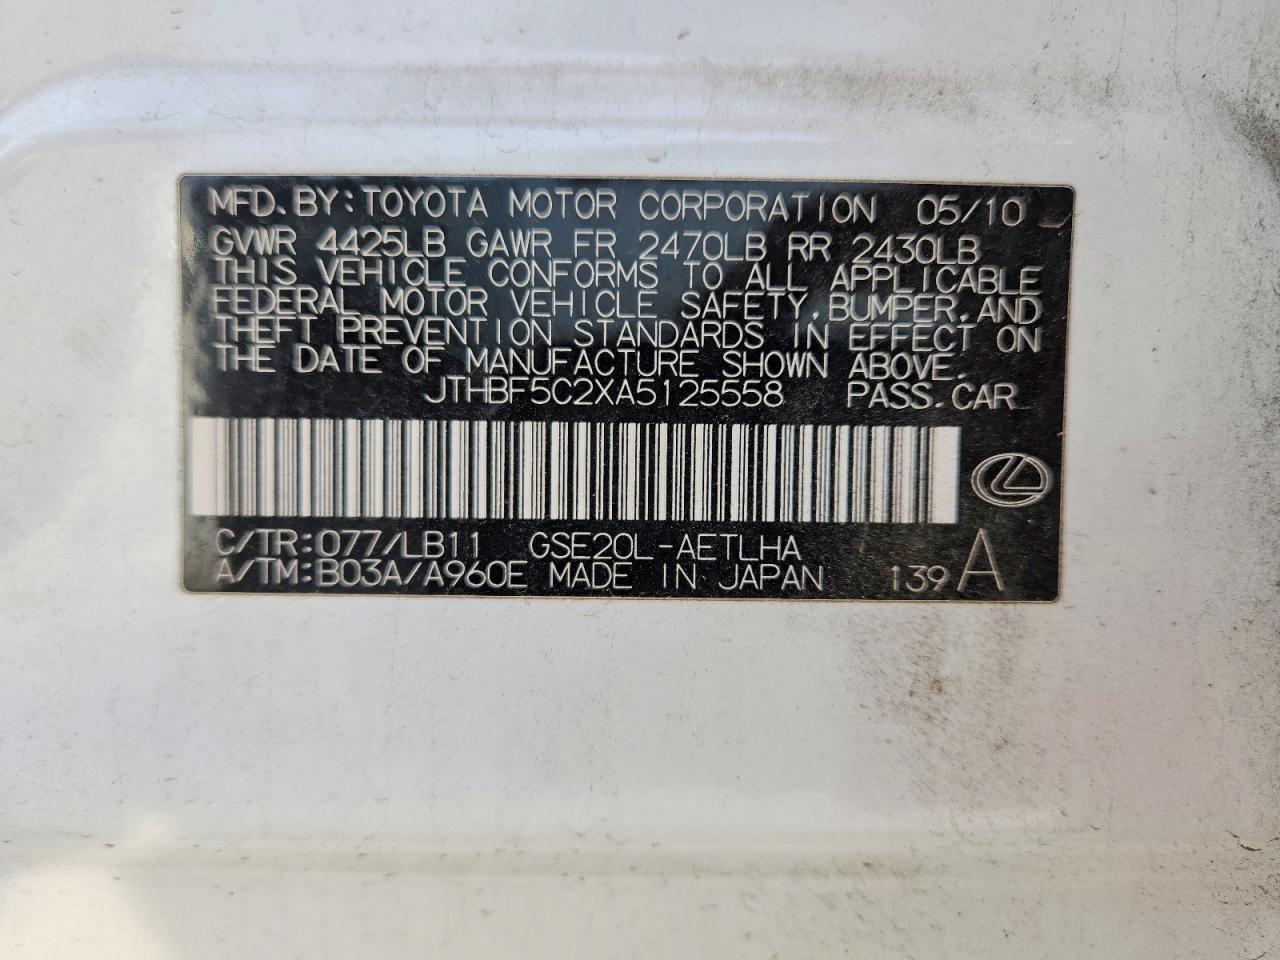 MFD. BY: TOYOTA MOTOR CORPORATION 05/10
GVWR 4425LB GAWR FR 2470LB RR 2430LB
THIS VEHICLE CONFORMS TO ALL APPLICABLE
FEDERAL MOTOR VEHICLE SAFETY, BUMPER, AND
THEFT PREVENTION STANDARDS IN EFFECT ON
THE DATE OF MANUFACTURE SHOWN ABOVE.
JTHBF5C2XA5125558 PASS. CAR
C/TR: 077/LB11 GSE20L-AETLHA
A/TM: B03A/A960E MADE IN JAPAN 139 A